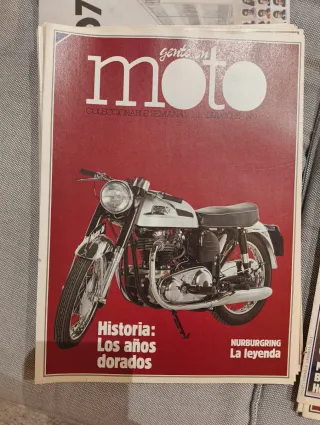 gente en
moto
Historia:
Los años
dorados
NURBURGRING
La leyenda